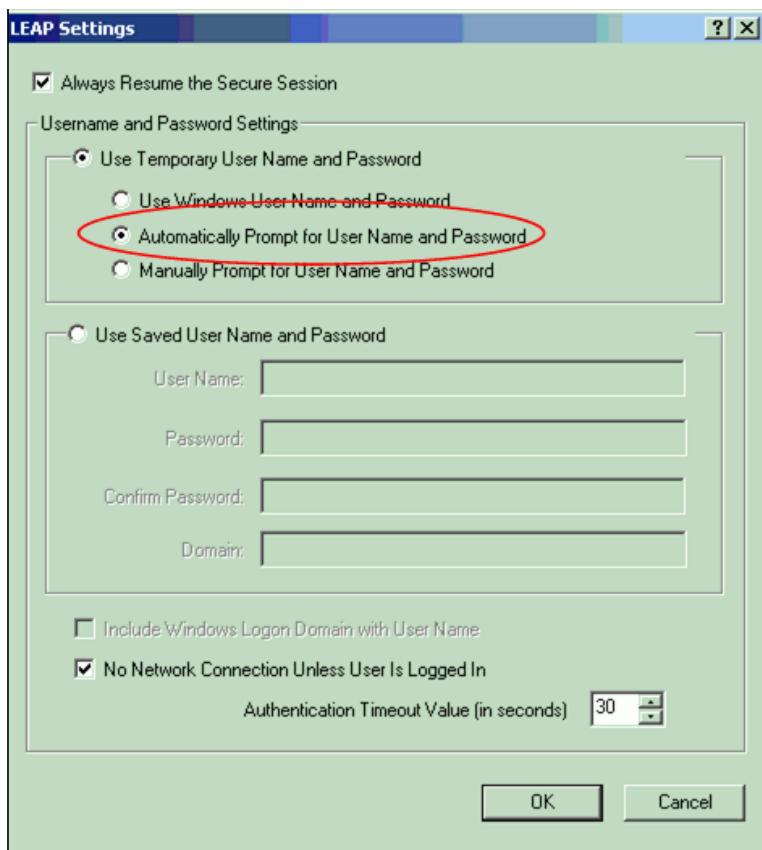 LEAP Settings
Always Resume the Secure Session
Username and Password Settings
Use Temporary User Name and Password
Use Windows User Name and Password
Automatically Prompt for User Name and Password
Manually Prompt for User Name and Password
Use Saved User Name and Password
User Name:
Password:
Confirm Password:
Domain:
Include Windows Logon Domain with User Name
No Network Connection Unless User Is Logged In
Authentication Timeout Value (in seconds) 30
OK Cancel